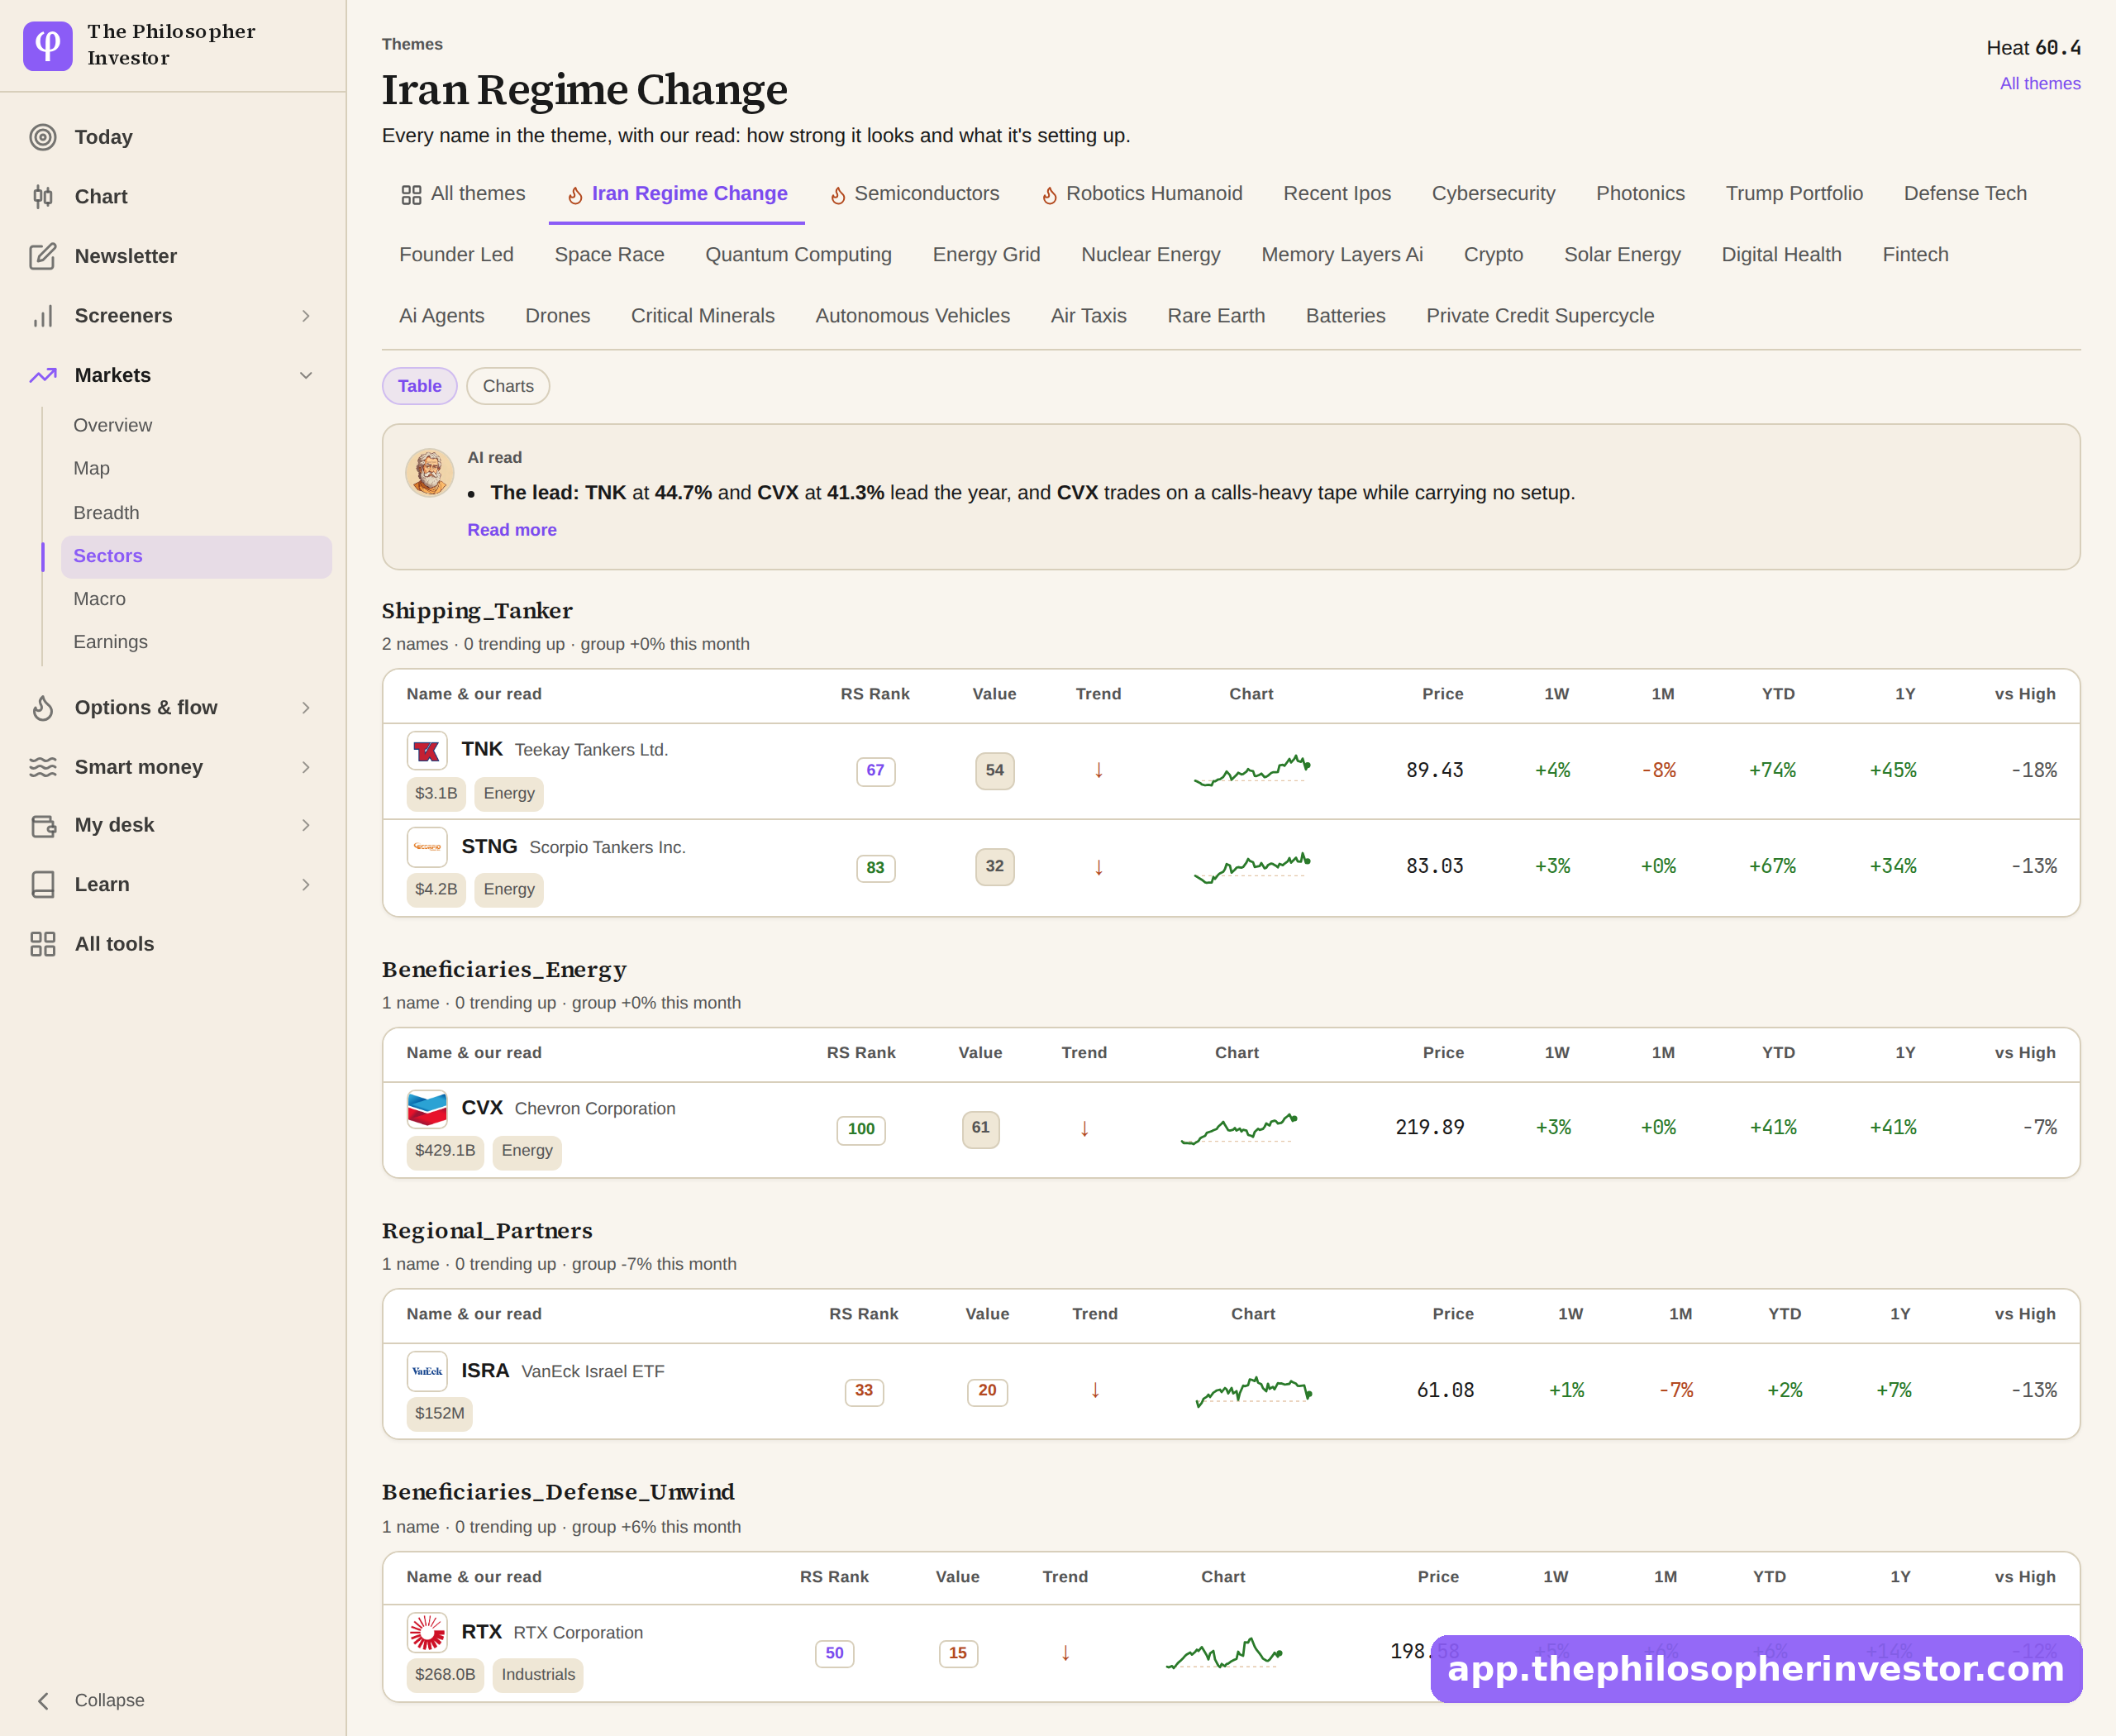 φ The Philosopher
Investor
Today
Chart
Newsletter
Screeners
Markets
Overview
Map
Breadth
Sectors
Macro
Earnings
Options & flow
Smart money
My desk
Learn
All tools
Collapse
Themes
Heat 60.4
Iran Regime Change
All themes
Every name in the theme, with our read: how strong it looks and what it's setting up.
All themes Iran Regime Change Semiconductors Robotics Humanoid Recent Ipos Cybersecurity Photonics Trump Portfolio Defense Tech
Founder Led Space Race Quantum Computing Energy Grid Nuclear Energy Memory Layers Ai Crypto Solar Energy Digital Health Fintech
Ai Agents Drones Critical Minerals Autonomous Vehicles Air Taxis Rare Earth Batteries Private Credit Supercycle
Table Charts
AI read
• The lead: TNK at 44.7% and CVX at 41.3% lead the year, and CVX trades on a calls-heavy tape while carrying no setup.
Read more
Shipping_Tanker
2 names · 0 trending up · group +0% this month
Name & our read RS Rank Value Trend Chart Price 1W 1M YTD 1Y vs High
TK TNK Teekay Tankers Ltd. 67 54 ↓ 89.43 +4% -8% +74% +45% -18%
$3.1B Energy
STNG Scorpio Tankers Inc. 83 32 ↓ 83.03 +3% +0% +67% +34% -13%
$4.2B Energy
Beneficiaries_Energy
1 name · 0 trending up · group +0% this month
Name & our read RS Rank Value Trend Chart Price 1W 1M YTD 1Y vs High
CVX Chevron Corporation 100 61 ↓ 219.89 +3% +0% +41% +41% -7%
$429.1B Energy
Regional_Partners
1 name · 0 trending up · group -7% this month
Name & our read RS Rank Value Trend Chart Price 1W 1M YTD 1Y vs High
VanEck ISRA VanEck Israel ETF 33 20 ↓ 61.08 +1% -7% +2% +7% -13%
$152M
Beneficiaries_Defense_Unwind
1 name · 0 trending up · group +6% this month
Name & our read RS Rank Value Trend Chart Price 1W 1M YTD 1Y vs High
RTX RTX Corporation 50 15 ↓ 198.58 +5% +6% +6% +14% -12%
$268.0B Industrials
app.thephilosopherinvestor.com